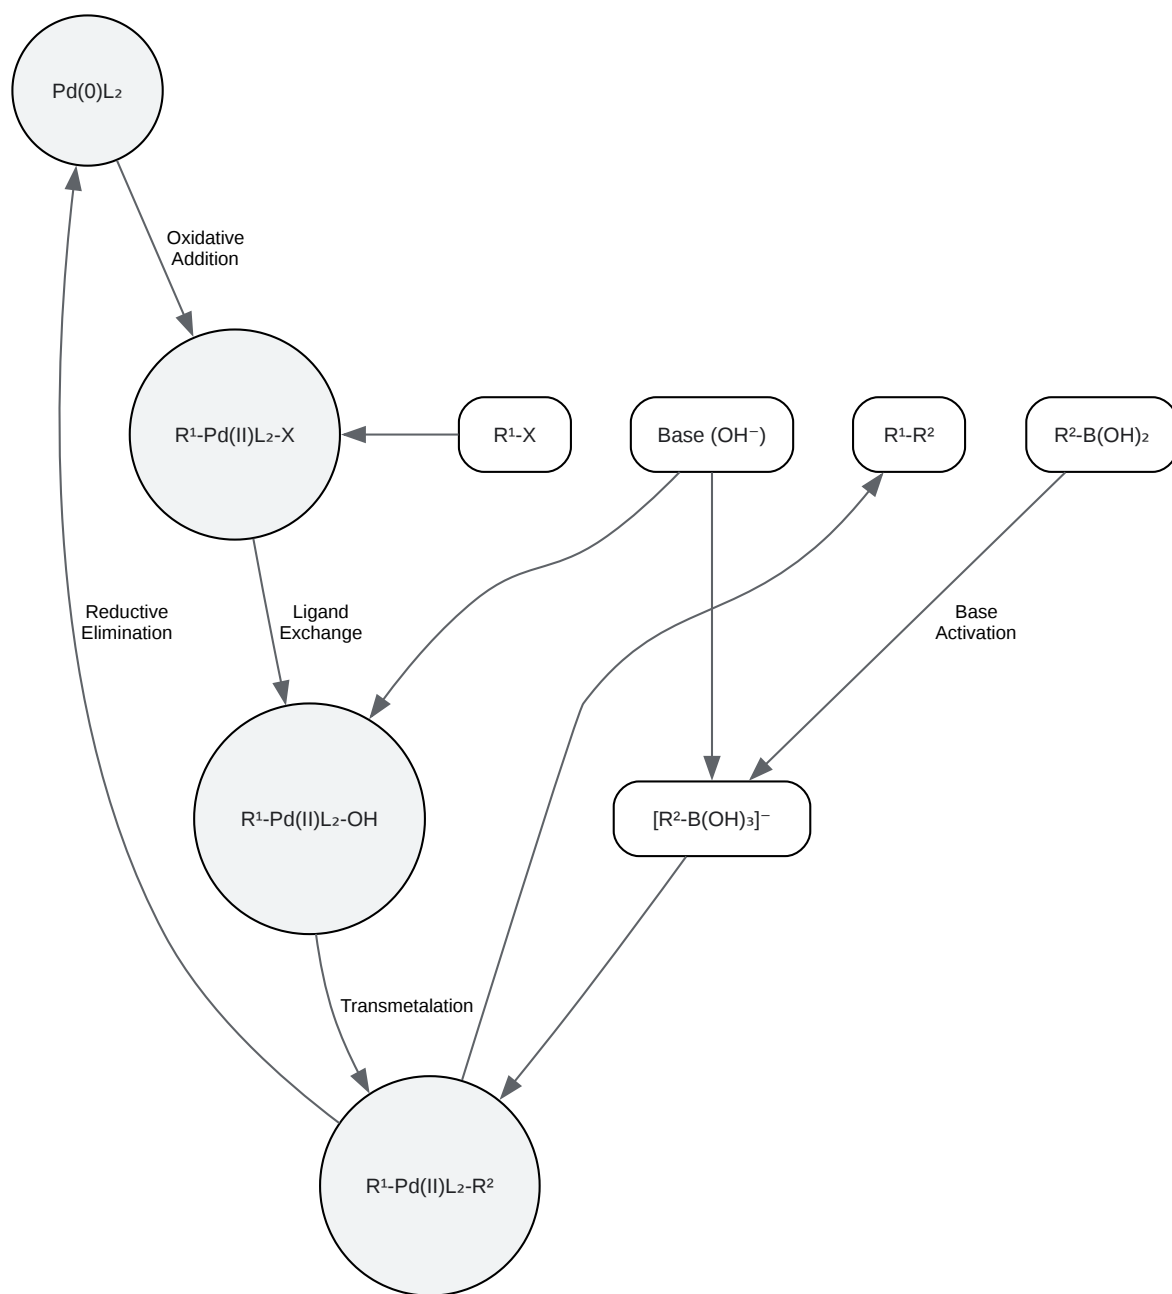 Pd(0)L₂
Oxidative
Addition
R¹-Pd(II)L₂-X
R¹-X
Base (OH⁻)
R¹-R²
R²-B(OH)₂
Reductive
Elimination
Ligand
Exchange
Base
Activation
R¹-Pd(II)L₂-OH
[R²-B(OH)₃]⁻
Transmetalation
R¹-Pd(II)L₂-R²